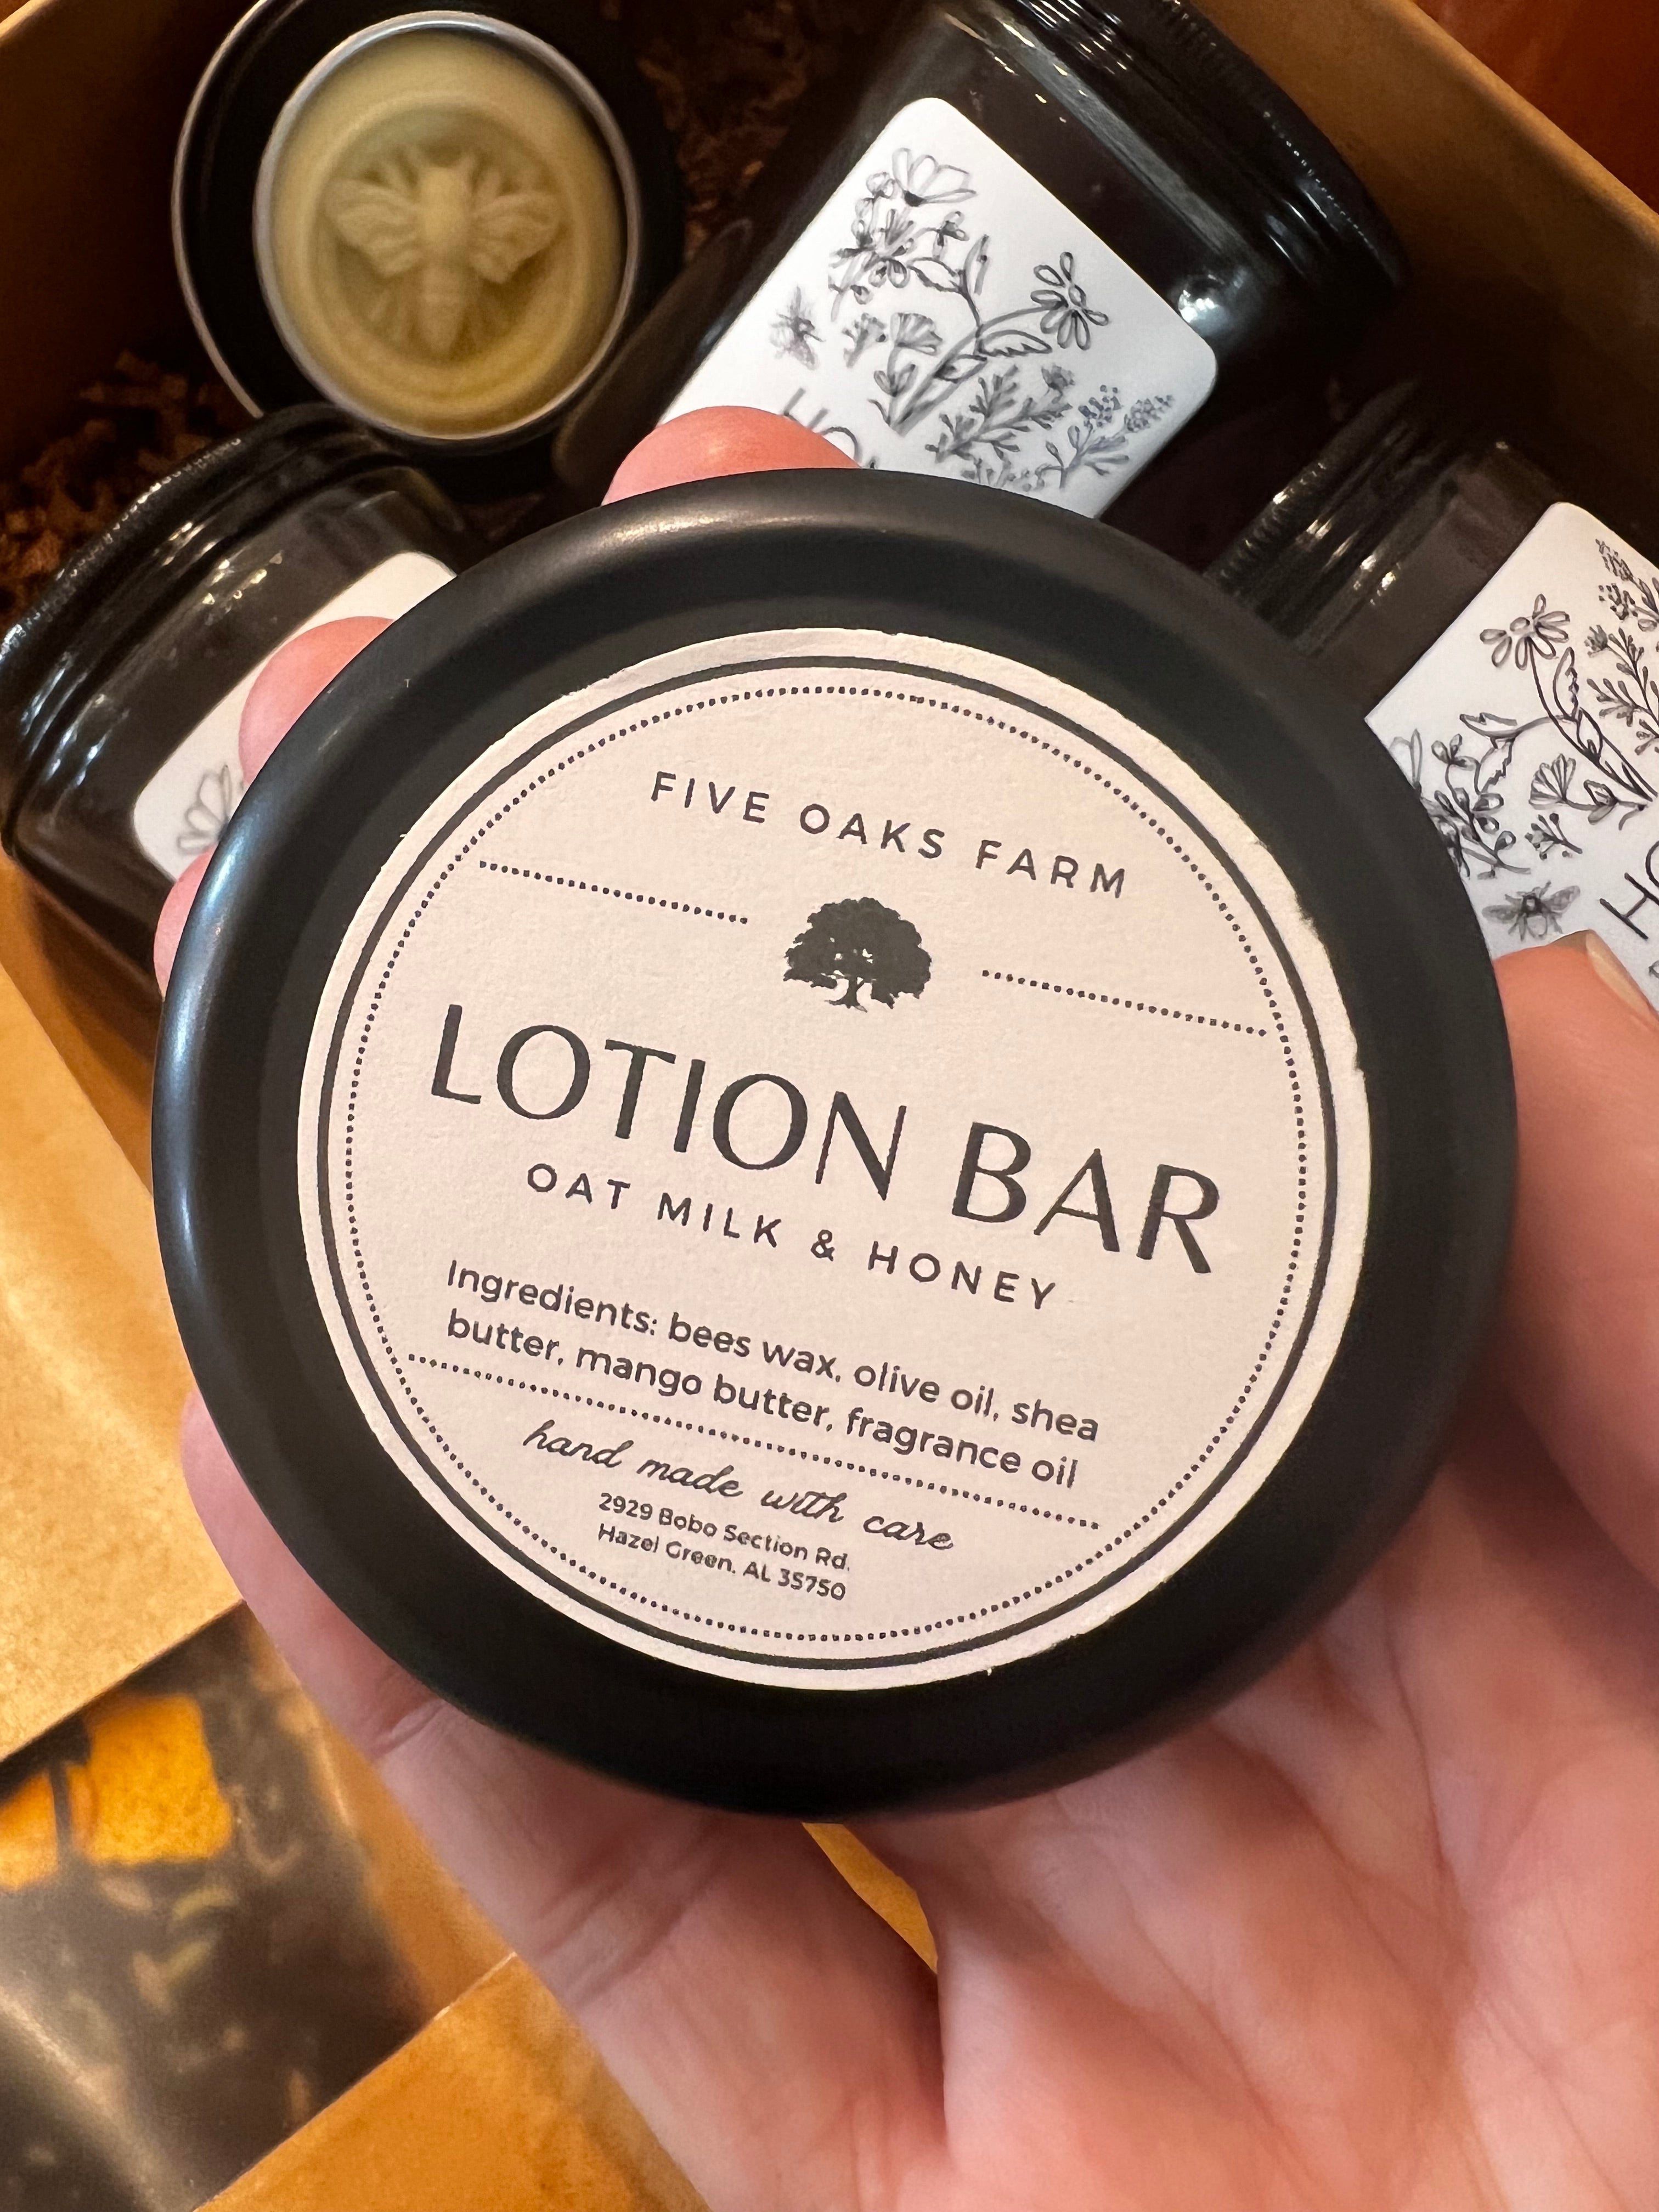 FIVE OAKS FARM
LOTION BAR
OAT MILK & HONEY
Ingredients: bees wax, olive oil, shea
butter, mango butter, fragrance oil
hand made with care
2929 Bobo Section Rd.
Hazel Green, AL 35750